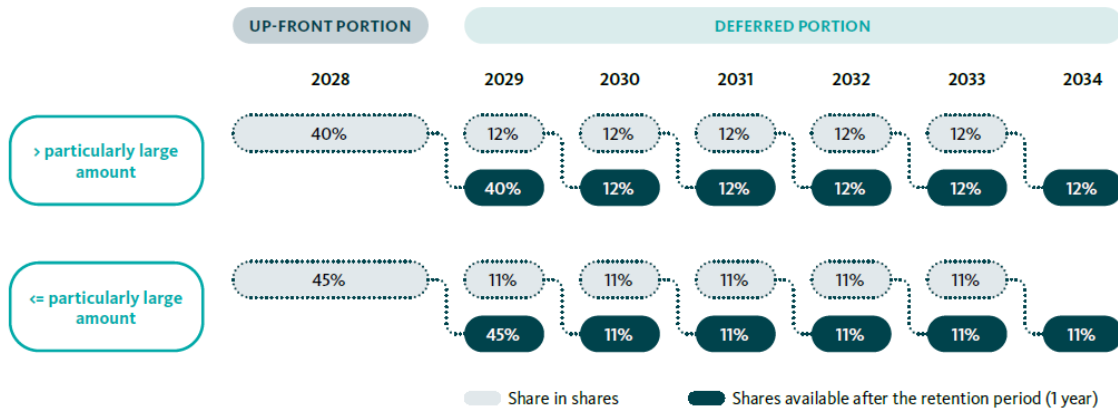 UP-FRONT PORTION DEFERRED PORTION
2028 2029 2030 2031 2032 2033 2034
> particularly large
amount
40% 12% 12% 12% 12% 12%
40% 12% 12% 12% 12% 12%
<= particularly large
amount
45% 11% 11% 11% 11% 11%
45% 11% 11% 11% 11% 11%
Share in shares Shares available after the retention period (1 year)